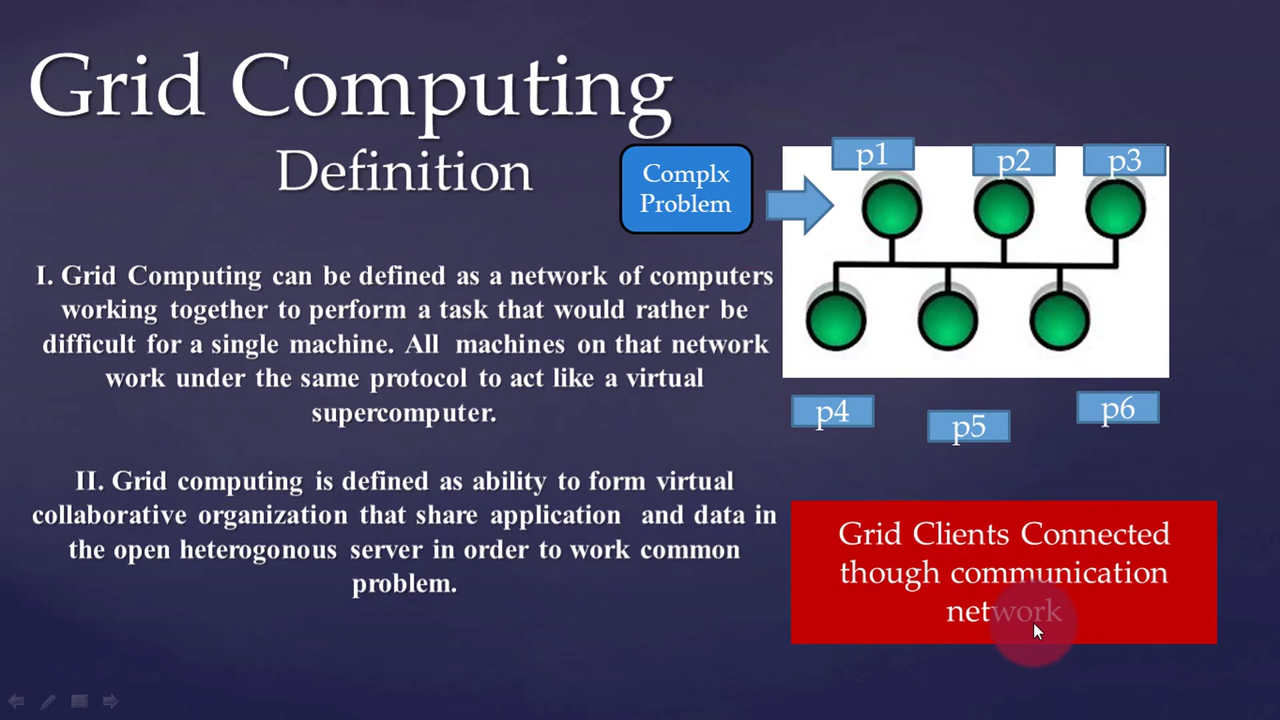 Grid Computing
Definition
Complx
Problem
p1
p2
p3
I. Grid Computing can be defined as a network of computers
working together to perform a task that would rather be
difficult for a single machine. All machines on that network
work under the same protocol to act like a virtual
supercomputer.
p4
p5
p6
II. Grid computing is defined as ability to form virtual
collaborative organization that share application and data in
the open heterogonous server in order to work common
problem.
Grid Clients Connected
though communication
network